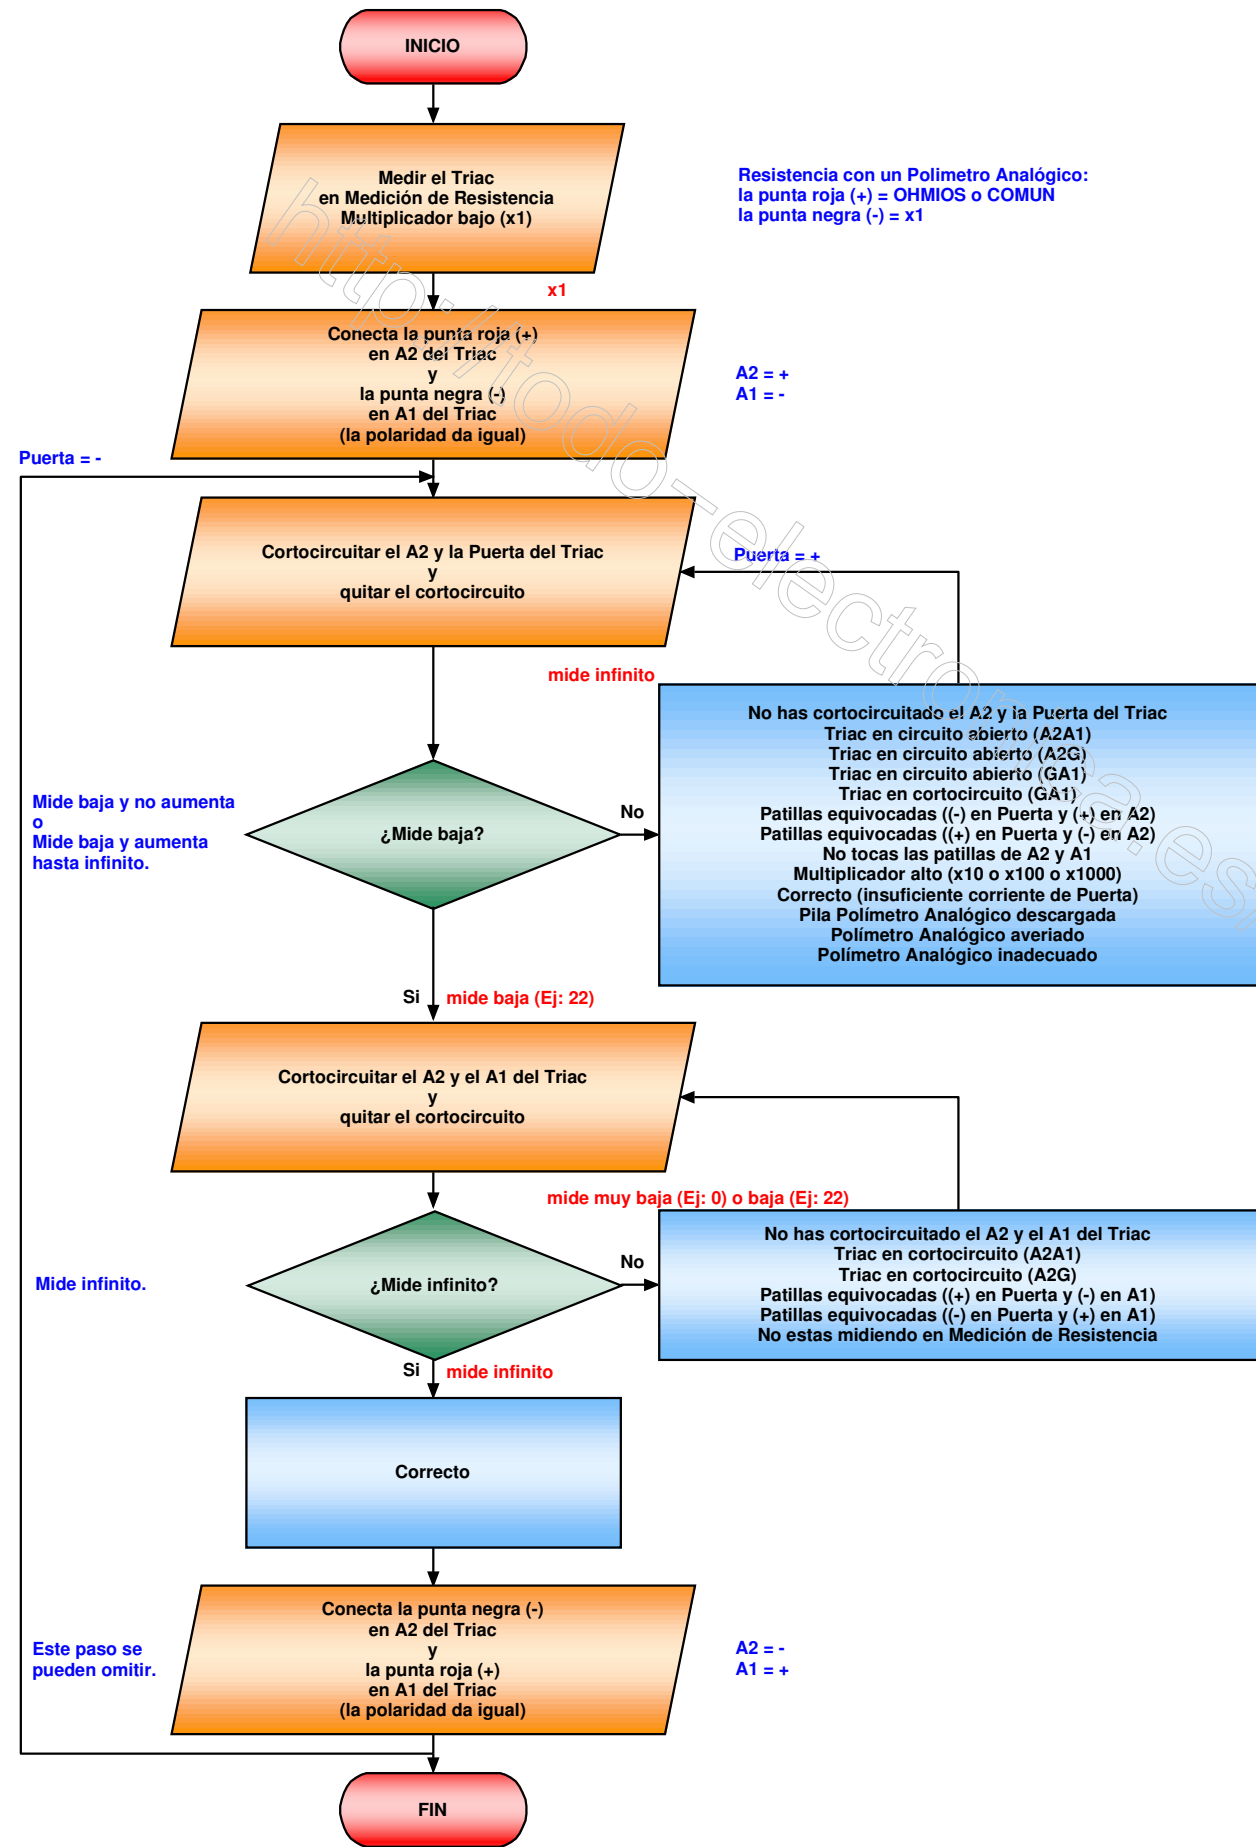 INICIO
Medir el Triac
en Medición de Resistencia
Multiplicador bajo (x1)
Resistencia con un Polimetro Analógico:
la punta roja (+) = OHMIOS o COMUN
la punta negra (-) = x1
x1
Conecta la punta roja (+)
en A2 del Triac
y
la punta negra (-)
en A1 del Triac
(la polaridad da igual)
A2 = +
A1 = -
Puerta = -
Cortocircuitar el A2 y la Puerta del Triac
y
quitar el cortocircuito
Puerta = +
mide infinito
No has cortocircuitado el A2 y la Puerta del Triac
Triac en circuito abierto (A2A1)
Triac en circuito abierto (A2G)
Triac en circuito abierto (GA1)
Triac en cortocircuito (GA1)
Patillas equivocadas ((-) en Puerta y (+) en A2)
Patillas equivocadas ((+) en Puerta y (-) en A2)
No tocas las patillas de A2 y A1
Multiplicador alto (x10 o x100 o x1000)
Correcto (insuficiente corriente de Puerta)
Pila Polímetro Analógico descargada
Polímetro Analógico averiado
Polímetro Analógico inadecuado
Mide baja y no aumenta
o
Mide baja y aumenta
hasta infinito.
¿Mide baja?
No
Si
mide baja (Ej: 22)
Cortocircuitar el A2 y el A1 del Triac
y
quitar el cortocircuito
mide muy baja (Ej: 0) o baja (Ej: 22)
No has cortocircuitado el A2 y el A1 del Triac
Triac en cortocircuito (A2A1)
Triac en cortocircuito (A2G)
Patillas equivocadas ((+) en Puerta y (-) en A1)
Patillas equivocadas ((-) en Puerta y (+) en A1)
No estas midiendo en Medición de Resistencia
Mide infinito.
¿Mide infinito?
No
Si
mide infinito
Correcto
Conecta la punta negra (-)
en A2 del Triac
y
la punta roja (+)
en A1 del Triac
(la polaridad da igual)
Este paso se
pueden omitir.
A2 = -
A1 = +
FIN
http://todo-electronica.es/